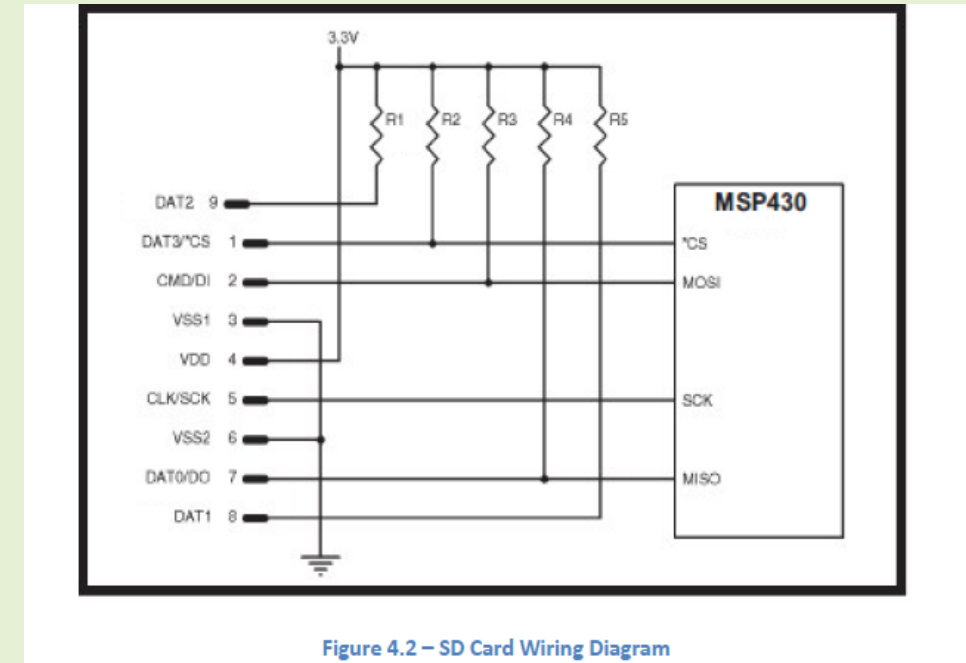 3.3V
R1 R2 R3 R4 R5
MSP430
DAT2 9
DAT3/*CS 1 *CS
CMD/DI 2 MOSI
VSS1 3
VDD 4
CLK/SCK 5 SCK
VSS2 6
DAT0/DO 7 MISO
DAT1 8
Figure 4.2 – SD Card Wiring Diagram